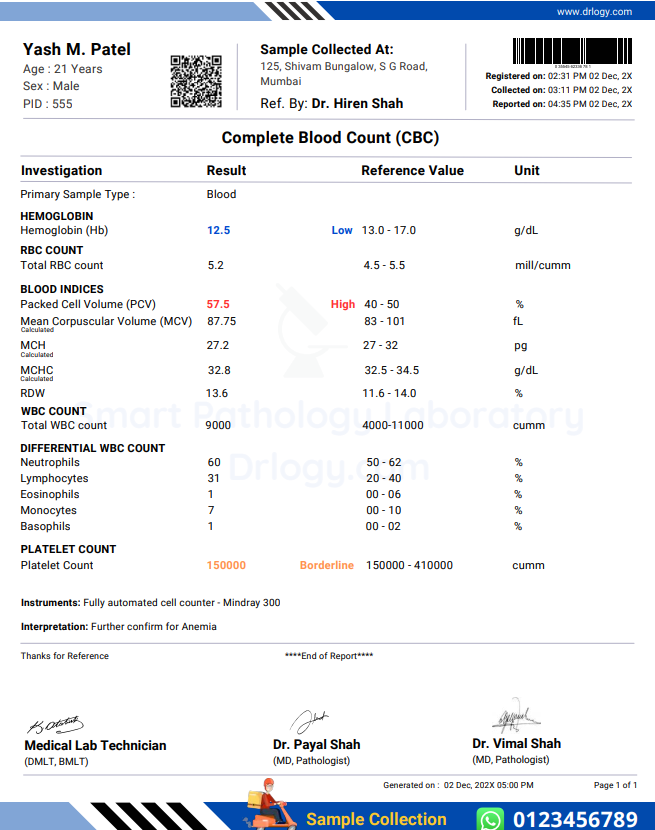 www.drlogy.com
Yash M. Patel
Age : 21 Years
Sex : Male
PID : 555
Sample Collected At:
125, Shivam Bungalow, S G Road,
Mumbai
Ref. By: Dr. Hiren Shah
Registered on: 02:31 PM 02 Dec, 2X
Collected on: 03:11 PM 02 Dec, 2X
Reported on: 04:35 PM 02 Dec, 2X
Complete Blood Count (CBC)
Investigation Result Reference Value Unit
Primary Sample Type : Blood
HEMOGLOBIN
Hemoglobin (Hb) 12.5 Low 13.0 - 17.0 g/dL
RBC COUNT
Total RBC count 5.2 4.5 - 5.5 mill/cumm
BLOOD INDICES
Packed Cell Volume (PCV) 57.5 High 40 - 50 %
Mean Corpuscular Volume (MCV) 87.75 83 - 101 fL
Calculated
MCH 27.2 27 - 32 pg
Calculated
MCHC 32.8 32.5 - 34.5 g/dL
Calculated
RDW 13.6 11.6 - 14.0 %
WBC COUNT
Total WBC count 9000 4000-11000 cumm
Smart Pathology Laboratory
DIFFERENTIAL WBC COUNT
Neutrophils 60 50 - 62 %
Drlogy.com
Lymphocytes 31 20 - 40 %
Eosinophils 1 00 - 06 %
Monocytes 7 00 - 10 %
Basophils 1 00 - 02 %
PLATELET COUNT
Platelet Count 150000 Borderline 150000 - 410000 cumm
Instruments: Fully automated cell counter - Mindray 300
Interpretation: Further confirm for Anemia
Thanks for Reference ****End of Report****
Medical Lab Technician
(DMLT, BMLT)
Dr. Payal Shah
(MD, Pathologist)
Dr. Vimal Shah
(MD, Pathologist)
Generated on : 02 Dec, 202X 05:00 PM Page 1 of 1
Sample Collection 0123456789